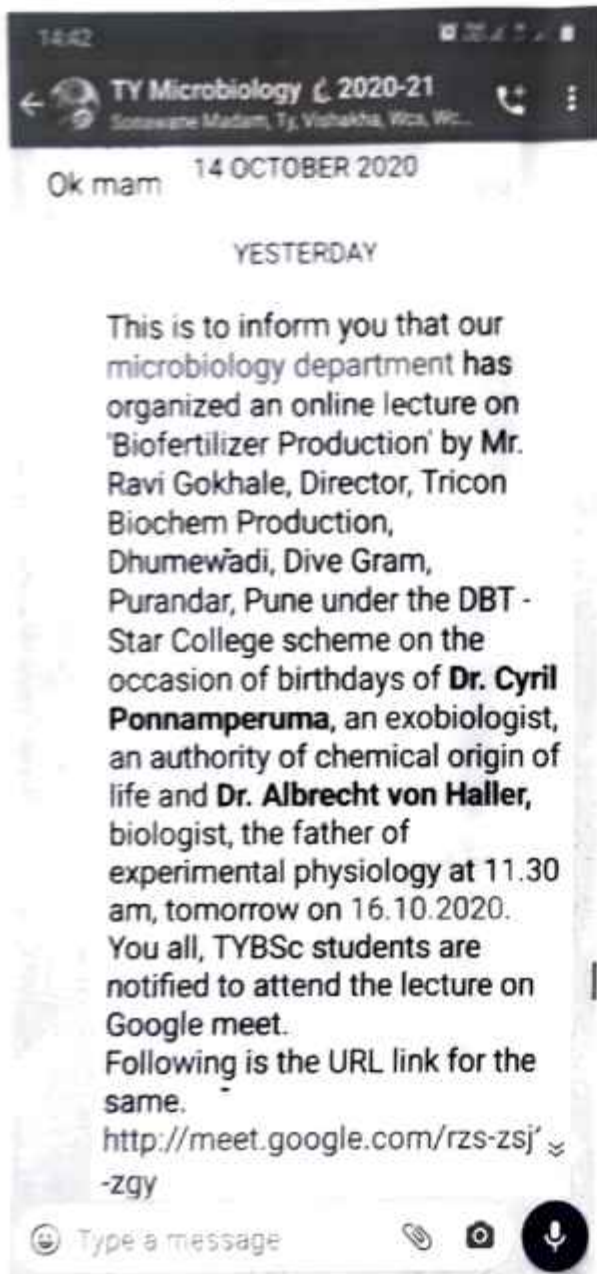 14:42
TY Microbiology 2020-21
Sonawane Madam, Ty, Vishakha, Wca, Wc...
14 OCTOBER 2020
Ok mam
YESTERDAY
This is to inform you that our
microbiology department has
organized an online lecture on
'Biofertilizer Production' by Mr.
Ravi Gokhale, Director, Tricon
Biochem Production,
Dhumewadi, Dive Gram,
Purandar, Pune under the DBT -
Star College scheme on the
occasion of birthdays of Dr. Cyril
Ponnamperuma, an exobiologist,
an authority of chemical origin of
life and Dr. Albrecht von Haller,
biologist, the father of
experimental physiology at 11.30
am, tomorrow on 16.10.2020.
You all, TYBSc students are
notified to attend the lecture on
Google meet.
Following is the URL link for the
same.
http://meet.google.com/rzs-zsj
-zgy
Type a message